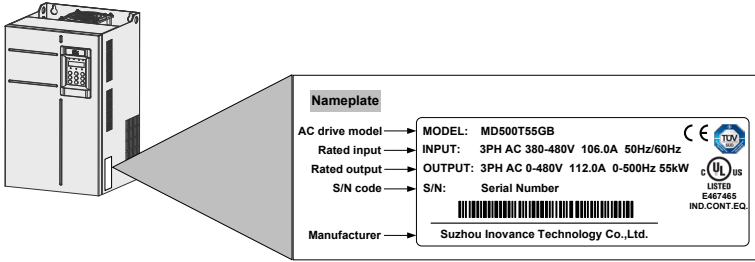 Nameplate
AC drive model MODEL: MD500T55GB
Rated input INPUT: 3PH AC 380-480V 106.0A 50Hz/60Hz
Rated output OUTPUT: 3PH AC 0-480V 112.0A 0-500Hz 55kW
S/N code S/N: Serial Number
Manufacturer Suzhou Inovance Technology Co.,Ltd.
CE
TÜV
SÜD
C UL US
LISTED
E467465
IND.CONT.EQ.